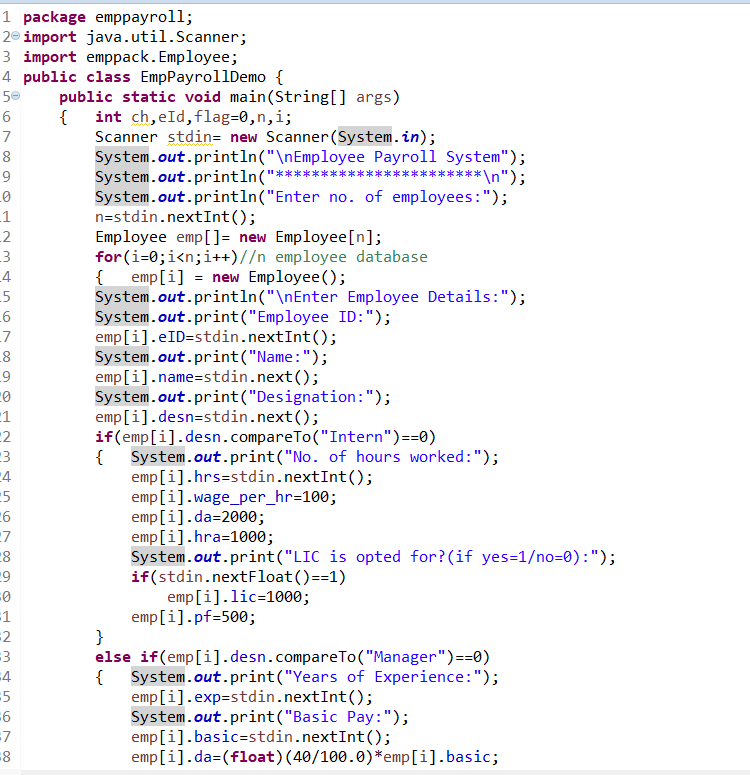 1 package emppayroll;
2 import java.util.Scanner;
3 import emppack.Employee;
4 public class EmpPayrollDemo {
5 public static void main(String[] args)
6 { int ch,eId,flag=0,n,i;
7 Scanner stdin= new Scanner(System.in);
8 System.out.println("\nEmployee Payroll System");
9 System.out.println("***********************\n");
0 System.out.println("Enter no. of employees:");
1 n=stdin.nextInt();
2 Employee emp[]= new Employee[n];
3 for(i=0;i<n;i++)//n employee database
4 { emp[i] = new Employee();
5 System.out.println("\nEnter Employee Details:");
6 System.out.print("Employee ID:");
7 emp[i].eID=stdin.nextInt();
8 System.out.print("Name:");
9 emp[i].name=stdin.next();
0 System.out.print("Designation:");
1 emp[i].desn=stdin.next();
2 if(emp[i].desn.compareTo("Intern")==0)
3 { System.out.print("No. of hours worked:");
4 emp[i].hrs=stdin.nextInt();
5 emp[i].wage_per_hr=100;
6 emp[i].da=2000;
7 emp[i].hra=1000;
8 System.out.print("LIC is opted for?(if yes=1/no=0):");
9 if(stdin.nextFloat()==1)
0 emp[i].lic=1000;
1 emp[i].pf=500;
2 }
3 else if(emp[i].desn.compareTo("Manager")==0)
4 { System.out.print("Years of Experience:");
5 emp[i].exp=stdin.nextInt();
6 System.out.print("Basic Pay:");
7 emp[i].basic=stdin.nextInt();
8 emp[i].da=(float)(40/100.0)*emp[i].basic;